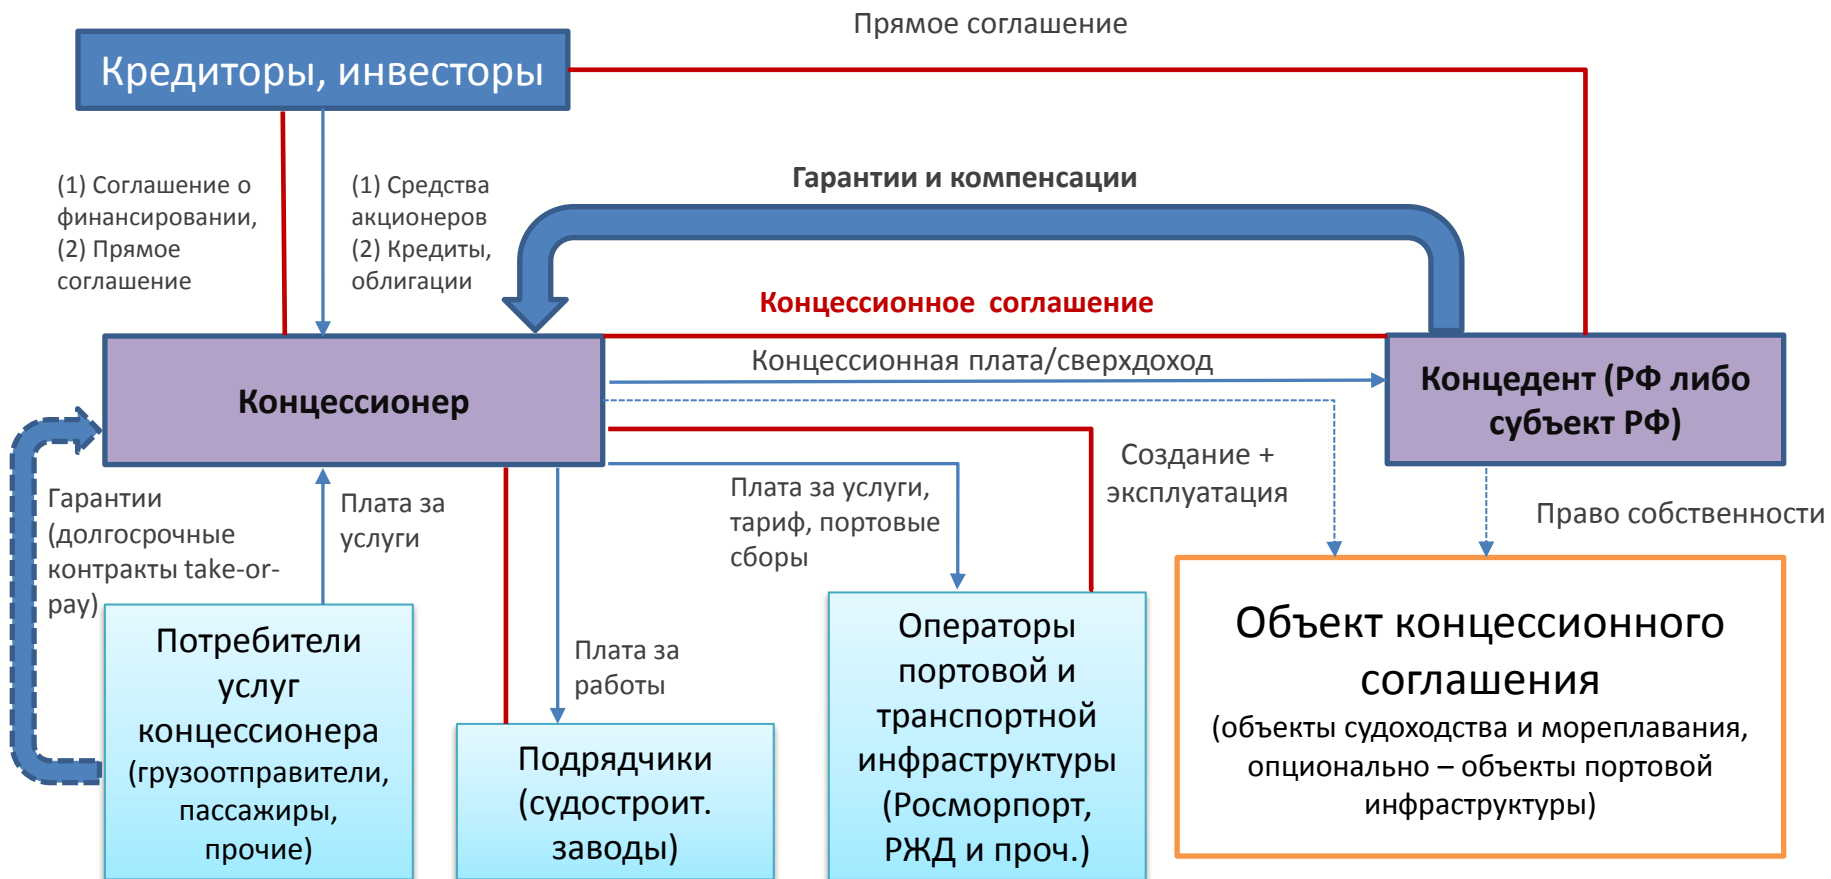 Прямое соглашение
Кредиторы, инвесторы
(1) Соглашение о
финансировании,
(2) Прямое
соглашение
(1) Средства
акционеров
(2) Кредиты,
облигации
Гарантии и компенсации
Концессионное соглашение
Концессионная плата/сверхдоход
Концессионер
Концедент (РФ либо
субъект РФ)
Гарантии
(долгосрочные
контракты take-or-
pay)
Плата за
услуги
Плата за услуги,
тариф, портовые
сборы
Создание +
эксплуатация
Право собственности
Плата за
работы
Потребители
услуг
концессионера
(грузоотправители,
пассажиры,
прочие)
Подрядчики
(судостроит.
заводы)
Операторы
портовой и
транспортной
инфраструктуры
(Росморпорт,
РЖД и проч.)
Объект концессионного
соглашения
(объекты судоходства и мореплавания,
опционально – объекты портовой
инфраструктуры)